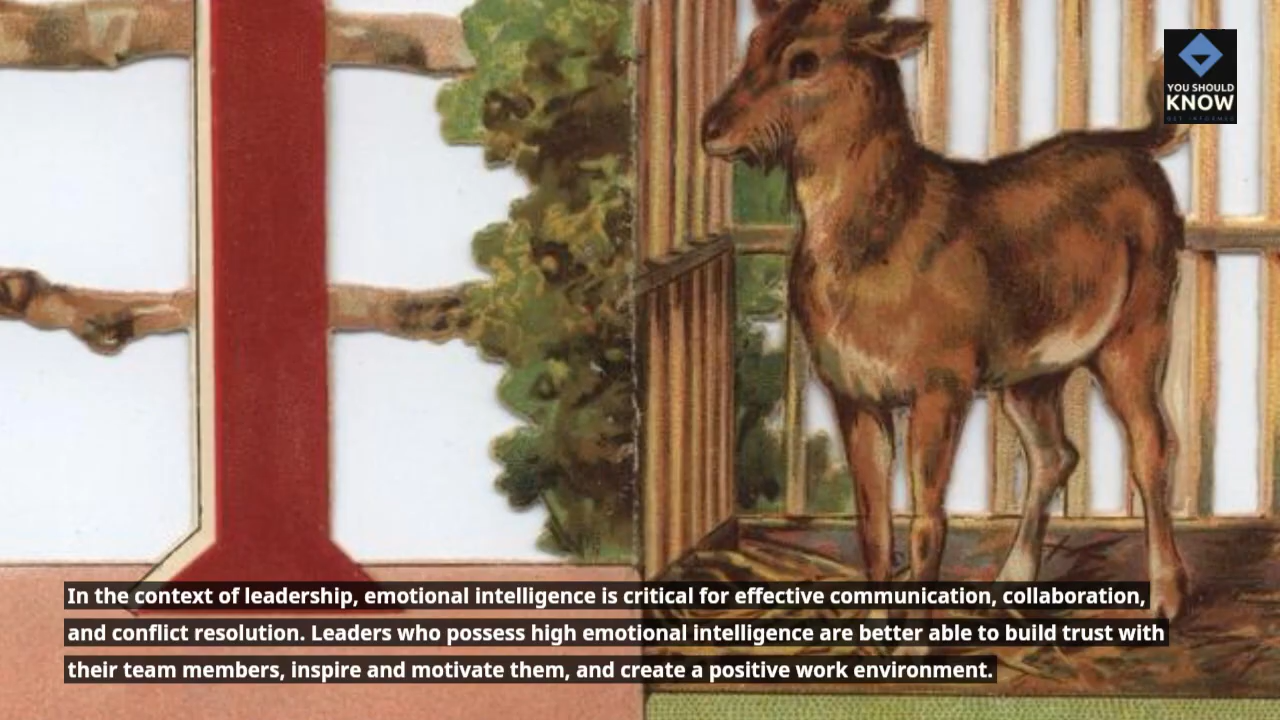 YOU SHOULD
KNOW
GET INFORMED
In the context of leadership, emotional intelligence is critical for effective communication, collaboration,
and conflict resolution. Leaders who possess high emotional intelligence are better able to build trust with
their team members, inspire and motivate them, and create a positive work environment.